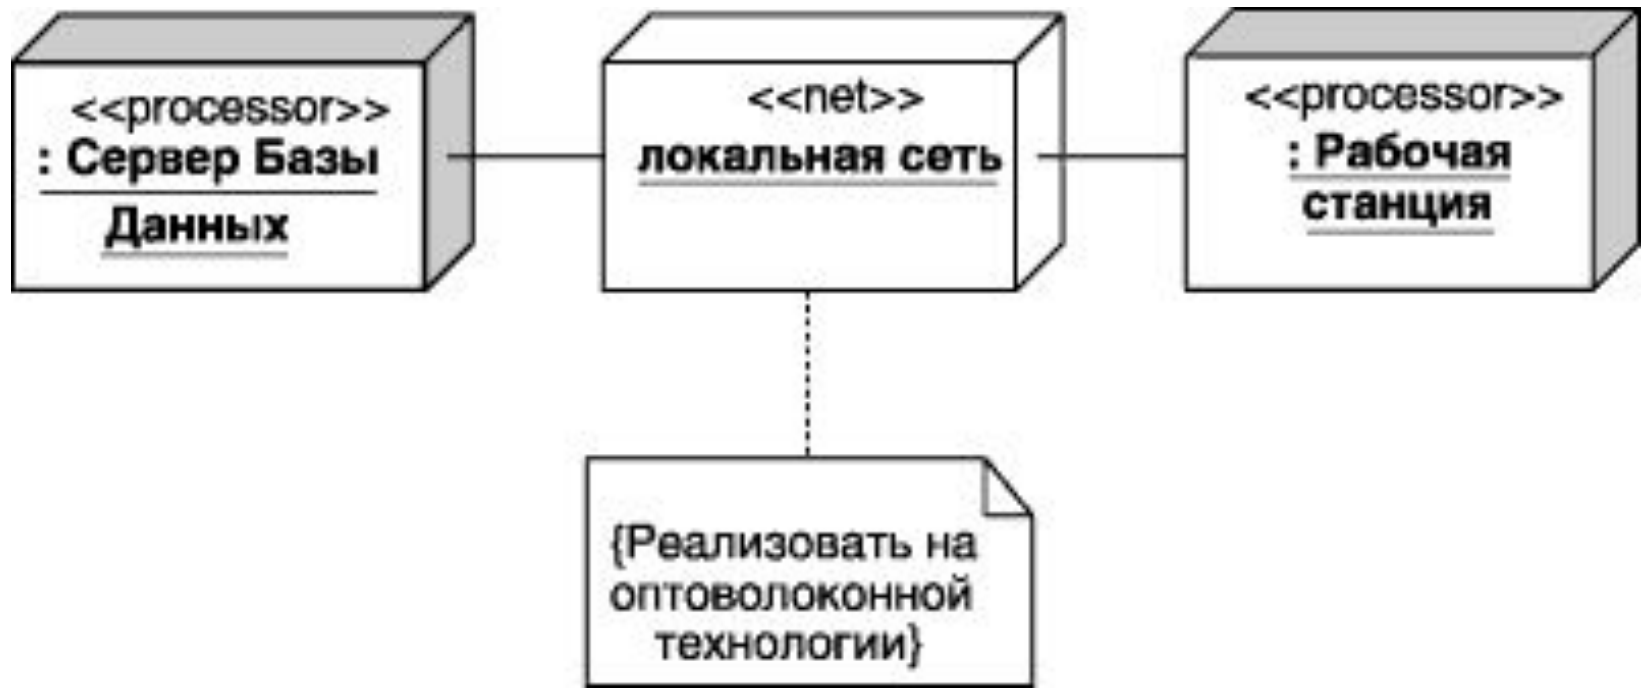 <<processor>>
: Сервер Базы
Данных
<<net>>
локальная сеть
<<processor>>
: Рабочая
станция
{Реализовать на
оптоволоконной
технологии}